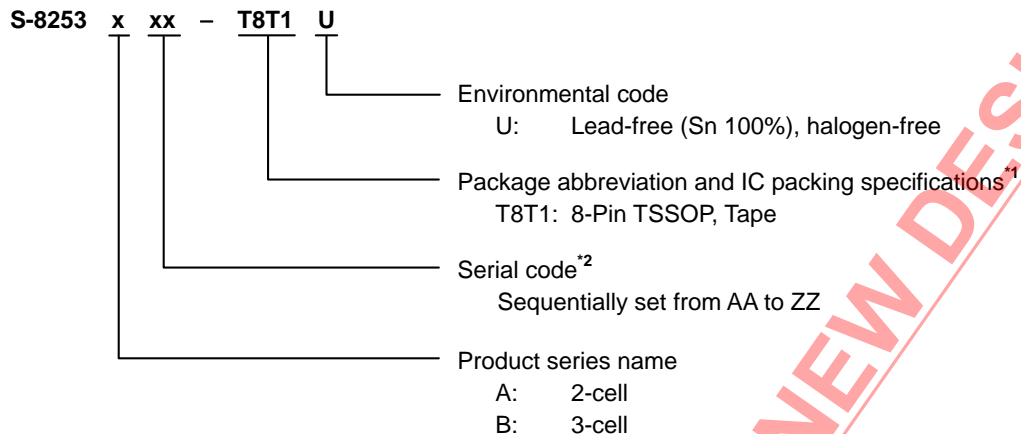 S-8253 x xx – T8T1 U
Environmental code
U: Lead-free (Sn 100%), halogen-free
Package abbreviation and IC packing specifications*1
T8T1: 8-Pin TSSOP, Tape
Serial code*2
Sequentially set from AA to ZZ
Product series name
A: 2-cell
B: 3-cell
NEW